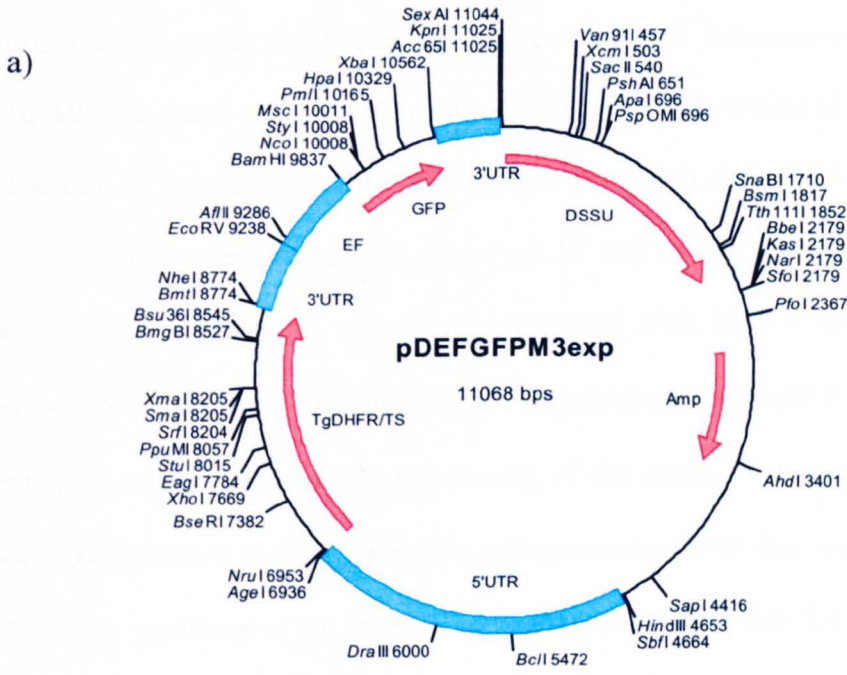 a)
SexAI 11044
KpnI 11025
Acc65I 11025
XbaI 10562
HpaI 10329
PmlI 10165
MscI 10011
StyI 10008
NcoI 10008
BamHI 9837
AflII 9286
EcoRV 9238
NheI 8774
BmtI 8774
Bsu36I 8545
BmgBI 8527
XmaI 8205
SmaI 8205
SrfI 8204
PpuMI 8057
StuI 8015
EagI 7784
XhoI 7669
BseRI 7382
NruI 6953
AgeI 6936
DraIII 6000
BclI 5472
Van91I 457
XcmI 503
SacII 540
PshAI 651
ApaI 696
PspOMI 696
SnaBI 1710
BsmI 1817
Tth111I 1852
BbeI 2179
KasI 2179
NarI 2179
SfoI 2179
PfoI 2367
AhdI 3401
SapI 4416
HindIII 4653
SbfI 4664
3'UTR
DSSU
GFP
EF
3'UTR
pDEFGFPM3exp
11068 bps
Amp
TgDHFR/TS
5'UTR